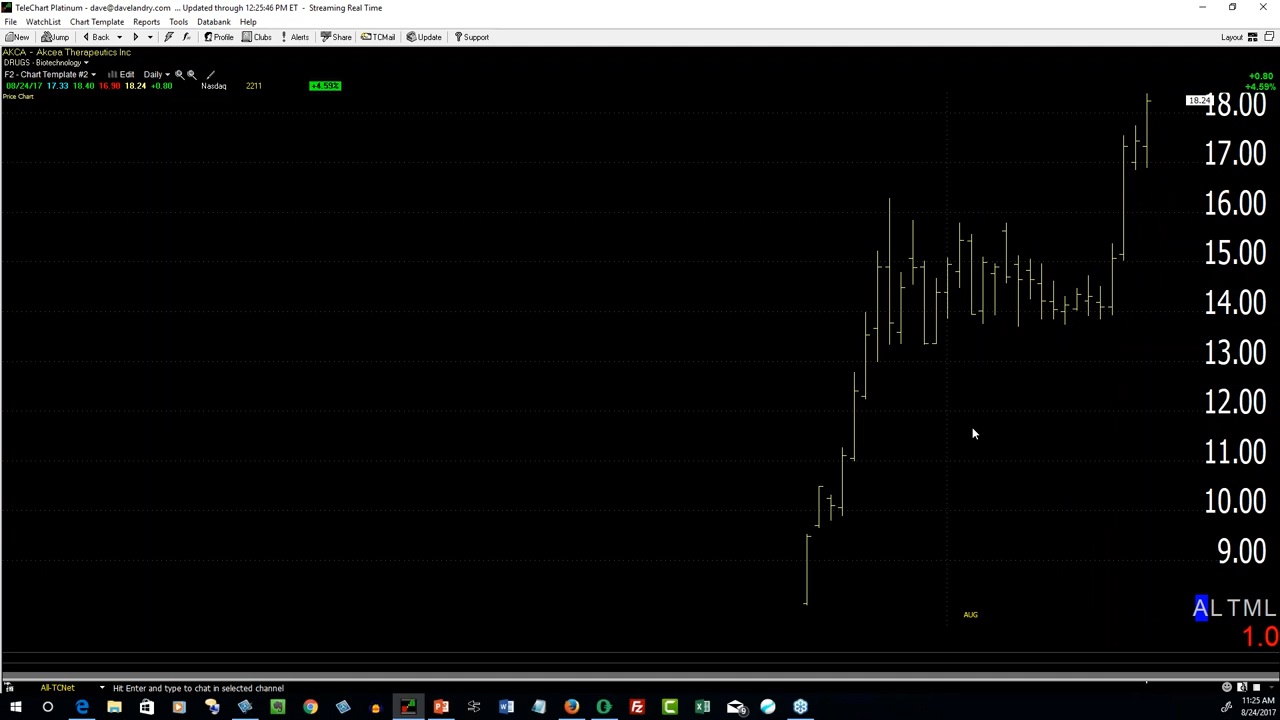 TeleChart Platinum - dave@davelandry.com ... Updated through 12:25:46 PM ET - Streaming Real Time
File WatchList Chart Template Reports Tools Databank Help
New Jump Back Profile Clubs Alerts Share TCMail Update Support Layout
AKCA - Akcea Therapeutics Inc
DRUGS - Biotechnology
F2 - Chart Template #2 Edit Daily
+0.80
08/24/17 17.33 18.40 16.90 18.24 +0.80 Nasdaq 2211 +4.59%
+4.59%
Price Chart
18.24
18.00
17.00
16.00
15.00
14.00
13.00
12.00
11.00
10.00
9.00
A L T M L
AUG
1.0
All-TCNet Hit Enter and type to chat in selected channel
11:25 AM
8/24/2017